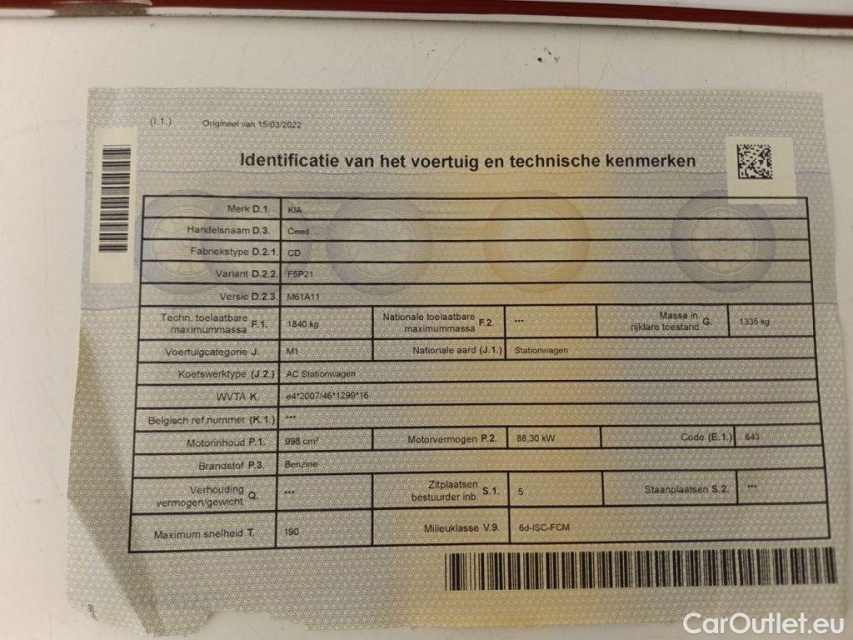 (I.1.) Origineel van 15/03/2022
Identificatie van het voertuig en technische kenmerken
Merk D.1. KIA
Handelsnaam D.3. Ceed
Fabriekstype D.2.1. CD
Variant D.2.2. F5P21
Versie D.2.3. M61A11
Techn. toelaatbare maximummassa F.1. 1840 kg Nationale toelaatbare maximummassa F.2. --- Massa in rijklare toestand G. 1335 kg
Voertuigcategorie J. M1 Nationale aard (J.1.) Stationwagen
Koetswerktype (J.2.) AC Stationwagen
WVTA K. e4*2007/46*1299*16
Belgisch ref.nummer (K.1.) ---
Motorinhoud P.1. 998 cm³ Motorvermogen P.2. 88,30 kW Code (E.1.) 643
Brandstof P.3. Benzine
Verhouding vermogen/gewicht Q. --- Zitplaatsen bestuurder inb. S.1. 5 Staanplaatsen S.2. ---
Maximum snelheid T. 190 Milieuklasse V.9. 6d-ISC-FCM
CarOutlet.eu